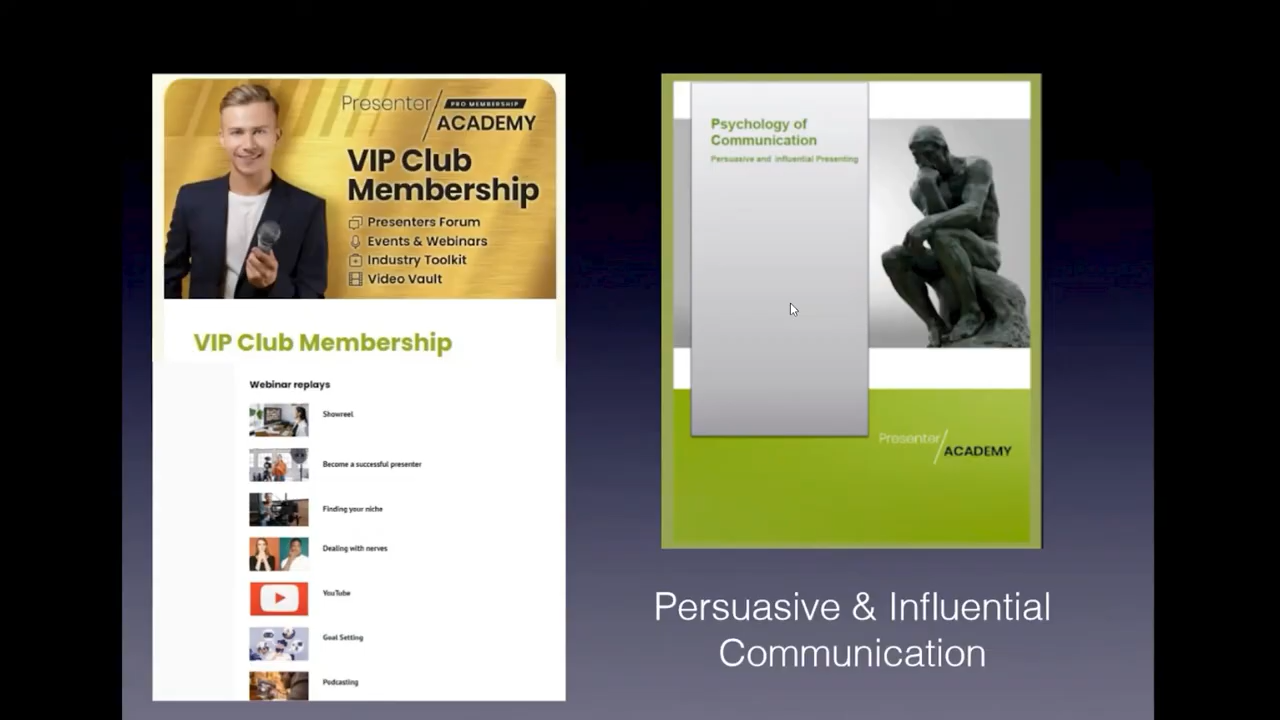 Presenter
PRO MEMBERSHIP
ACADEMY
VIP Club
Membership
Presenters Forum
Events & Webinars
Industry Toolkit
Video Vault
VIP Club Membership
Webinar replays
Showreel
Become a successful presenter
Finding your niche
Dealing with nerves
YouTube
Goal Setting
Podcasting
Psychology of
Communication
Persuasive and influential Presenting
Presenter
ACADEMY
Persuasive & Influential
Communication